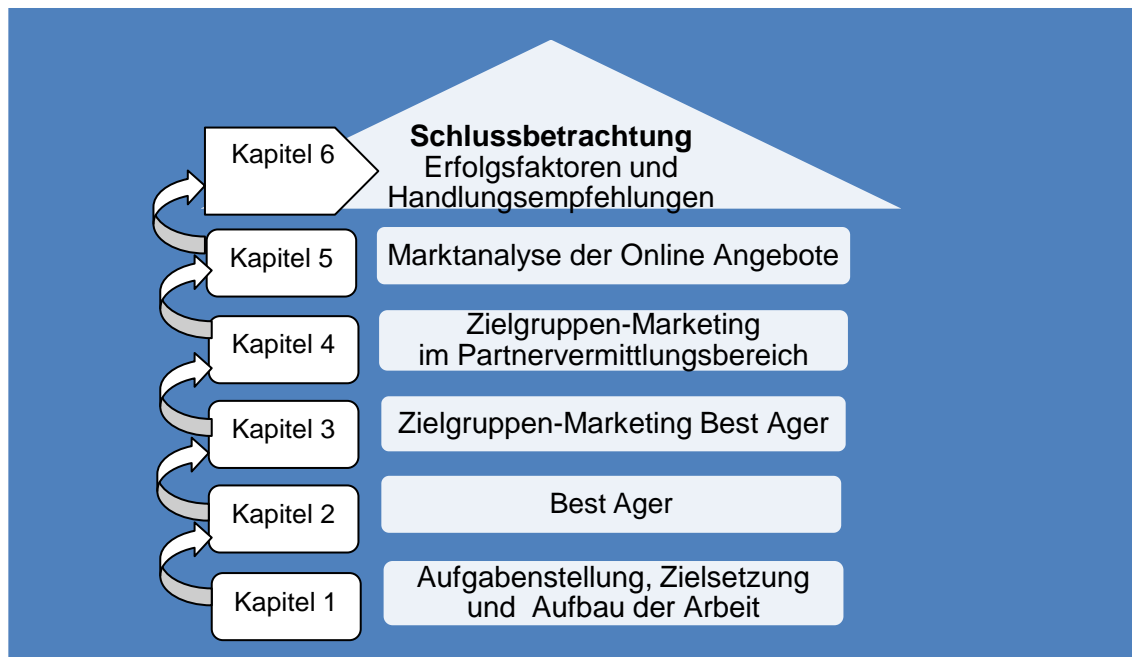 Kapitel 6
Schlussbetrachtung
Erfolgsfaktoren und
Handlungsempfehlungen
Kapitel 5
Marktanalyse der Online Angebote
Kapitel 4
Zielgruppen-Marketing
im Partnervermittlungsbereich
Kapitel 3
Zielgruppen-Marketing Best Ager
Kapitel 2
Best Ager
Kapitel 1
Aufgabenstellung, Zielsetzung
und Aufbau der Arbeit